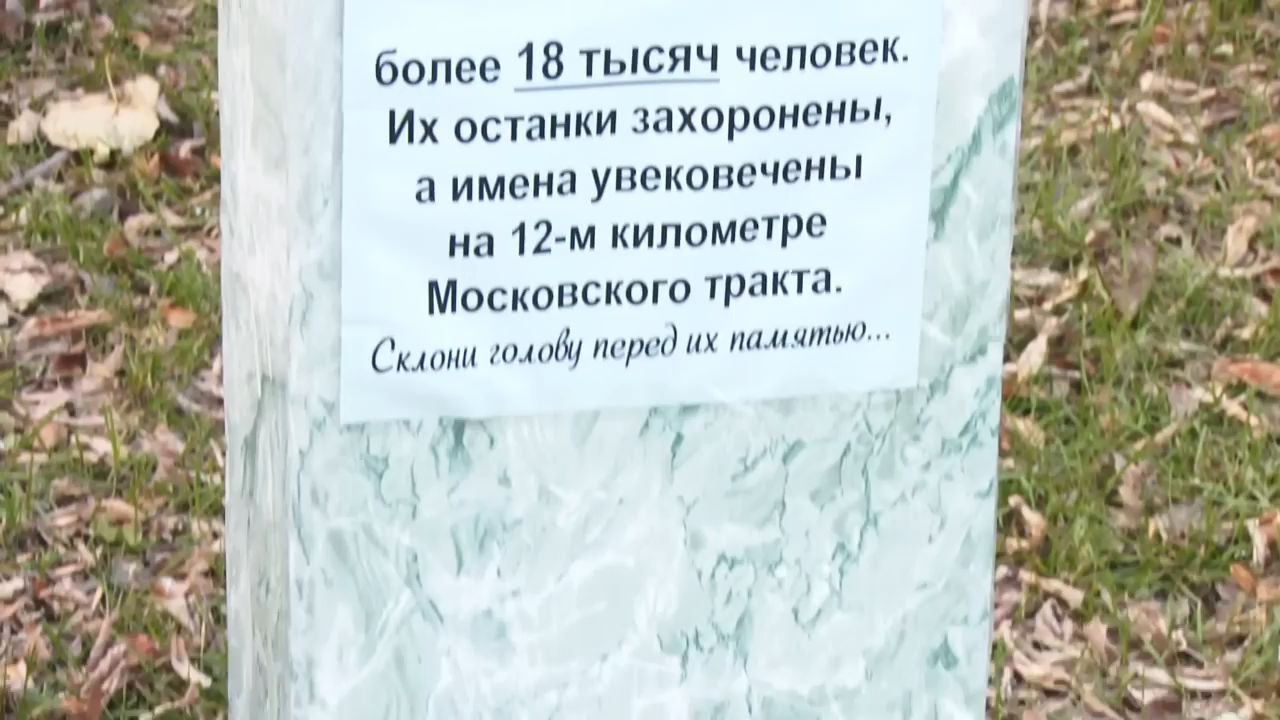 более 18 тысяч человек.
Их останки захоронены,
а имена увековечены
на 12-м километре
Московского тракта.
Склони голову перед их памятью...